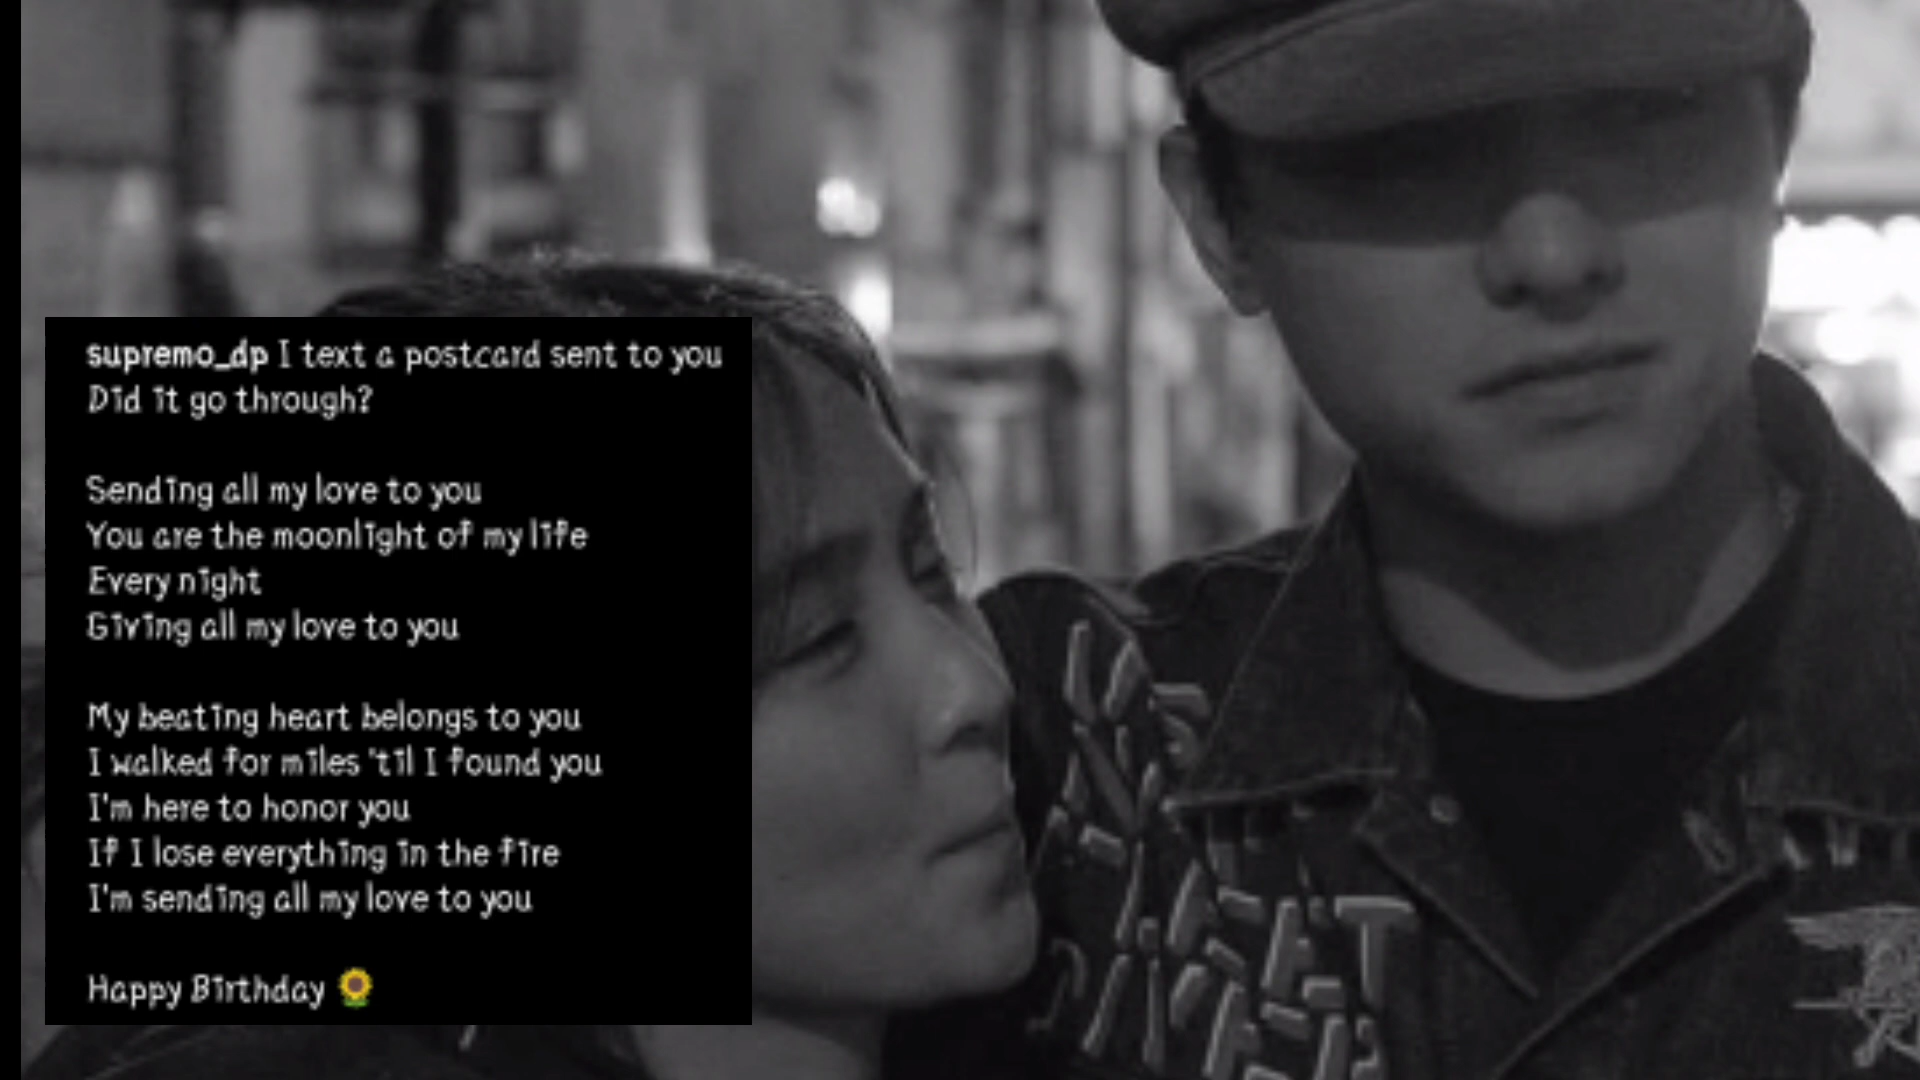 supremo_dp I text a postcard sent to you
Did it go through?
Sending all my love to you
You are the moonlight of my life
Every night
Giving all my love to you
My beating heart belongs to you
I walked for miles 'til I found you
I'm here to honor you
If I lose everything in the fire
I'm sending all my love to you
Happy Birthday 🌻